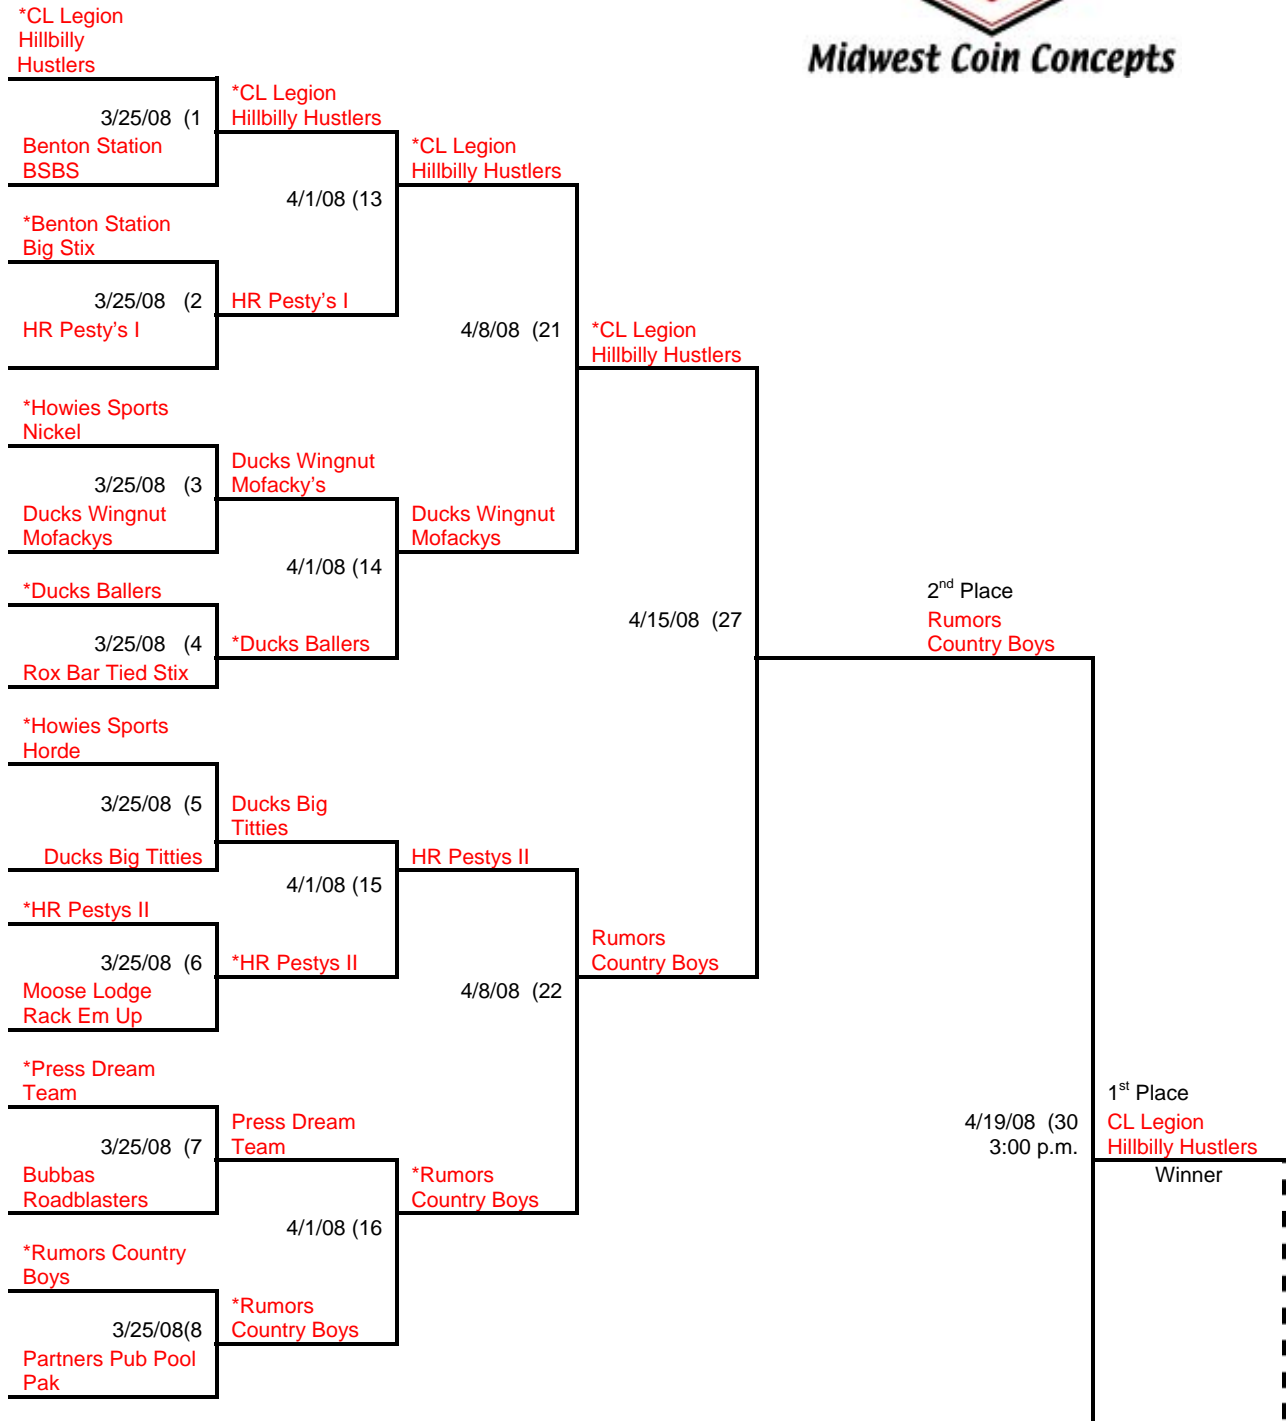 Midwest Coin Concepts
*CL Legion
Hillbilly
Hustlers
3/25/08 (1
Benton Station
BSBS
*Benton Station
Big Stix
3/25/08 (2
HR Pesty's I
*Howies Sports
Nickel
3/25/08 (3
Ducks Wingnut
Mofackys
*Ducks Ballers
3/25/08 (4
Rox Bar Tied Stix
*Howies Sports
Horde
3/25/08 (5
Ducks Big Titties
*HR Pestys II
3/25/08 (6
Moose Lodge
Rack Em Up
*Press Dream
Team
3/25/08 (7
Bubbas
Roadblasters
*Rumors Country
Boys
3/25/08(8
Partners Pub Pool
Pak
*CL Legion
Hillbilly Hustlers
4/1/08 (13
HR Pesty's I
Ducks Wingnut
Mofacky's
4/1/08 (14
*Ducks Ballers
Ducks Big
Titties
4/1/08 (15
*HR Pestys II
Press Dream
Team
4/1/08 (16
*Rumors
Country Boys
*CL Legion
Hillbilly Hustlers
4/8/08 (21
Ducks Wingnut
Mofackys
HR Pestys II
4/8/08 (22
*Rumors
Country Boys
*CL Legion
Hillbilly Hustlers
4/15/08 (27
Rumors
Country Boys
2nd Place
Rumors
Country Boys
4/19/08 (30
3:00 p.m.
1st Place
CL Legion
Hillbilly Hustlers
Winner